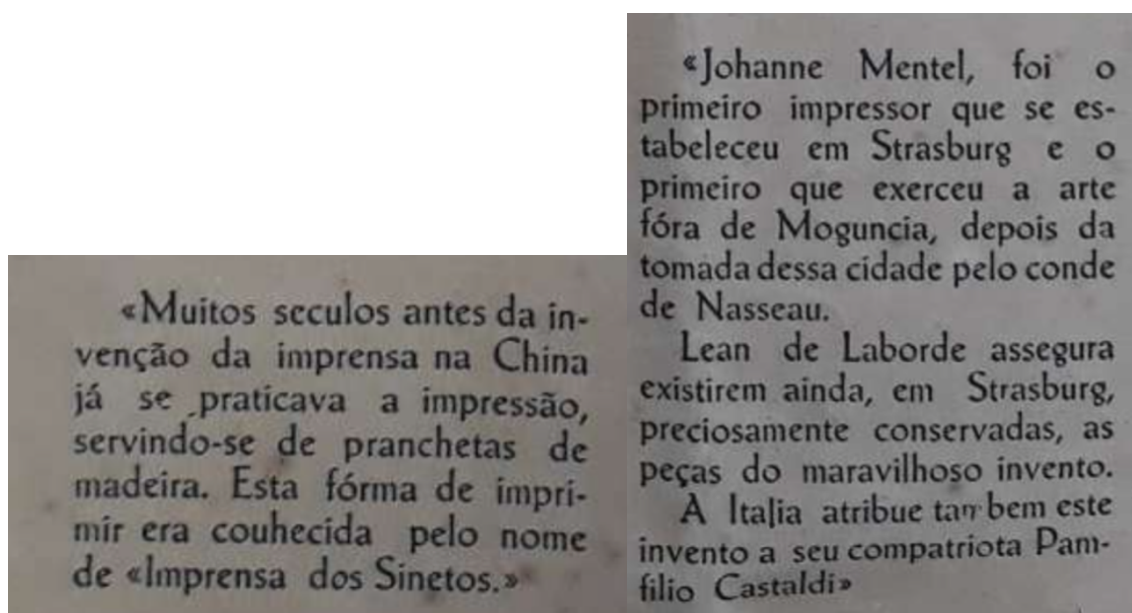 «Muitos seculos antes da in-
venção da imprensa na China
já se praticava a impressão,
servindo-se de pranchetas de
madeira. Esta fórma de impri-
mir era couhecida pelo nome
de «Imprensa dos Sinetos.»
«Johanne Mentel, foi o
primeiro impressor que se es-
tabeleceu em Strasburg e o
primeiro que exerceu a arte
fóra de Moguncia, depois da
tomada dessa cidade pelo conde
de Nasseau.
Lean de Laborde assegura
existirem ainda, em Strasburg,
preciosamente conservadas, as
peças do maravilhoso invento.
A Italia atribue tambem este
invento a seu compatriota Pam-
filio Castaldi»